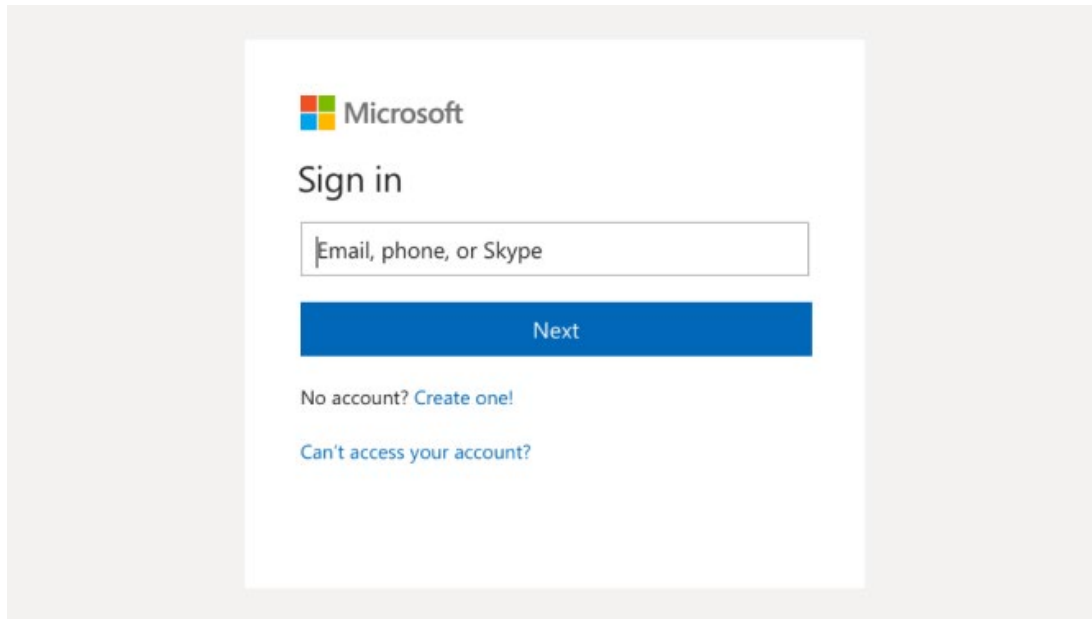 Microsoft
Sign in
Email, phone, or Skype
Next
No account? Create one!
Can't access your account?